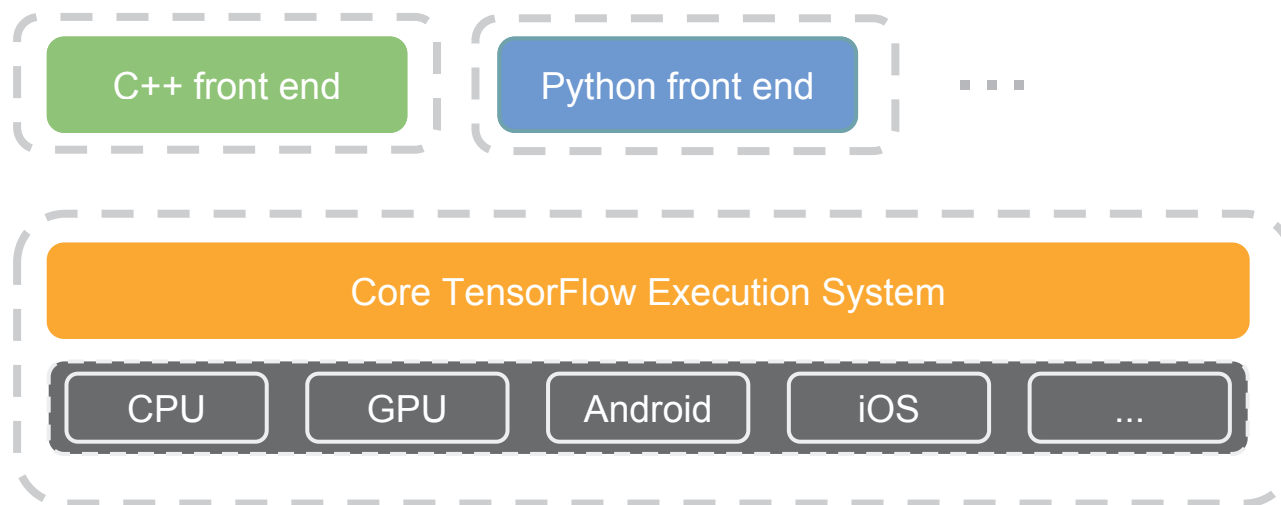 C++ front end
Python front end
...
Core TensorFlow Execution System
CPU
GPU
Android
iOS
...